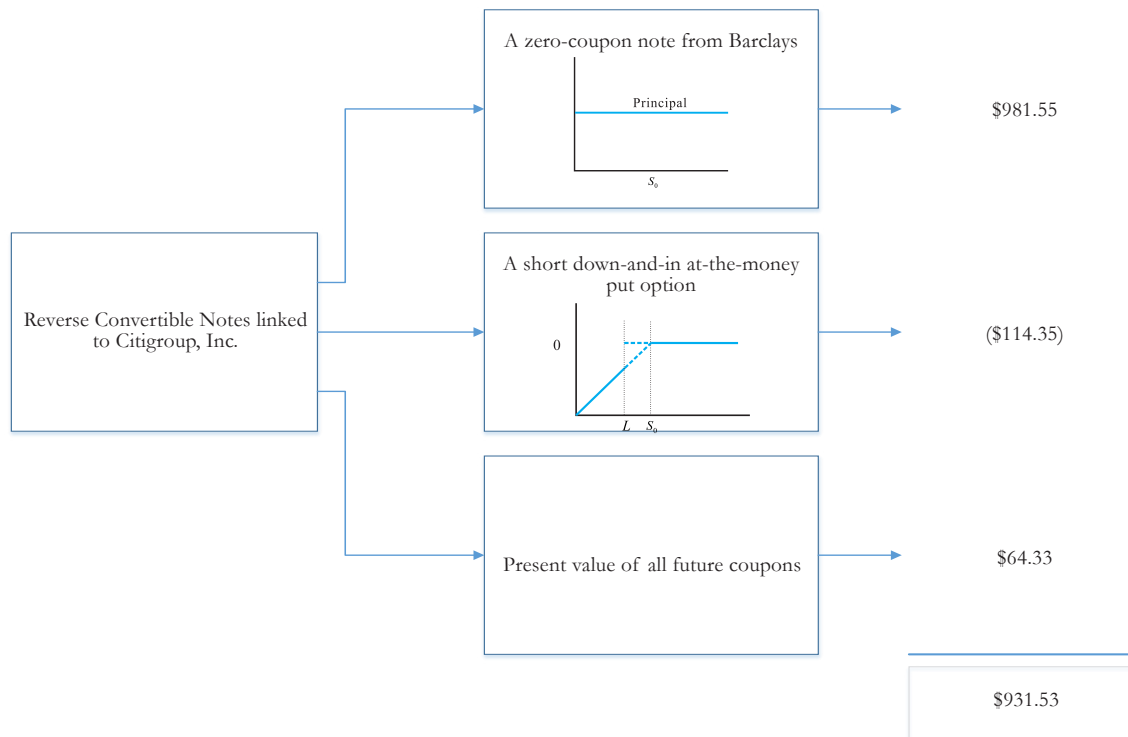 A zero-coupon note from Barclays
Principal
S₀
$981.55
Reverse Convertible Notes linked
to Citigroup, Inc.
A short down-and-in at-the-money
put option
0
L S₀
($114.35)
Present value of all future coupons
$64.33
$931.53